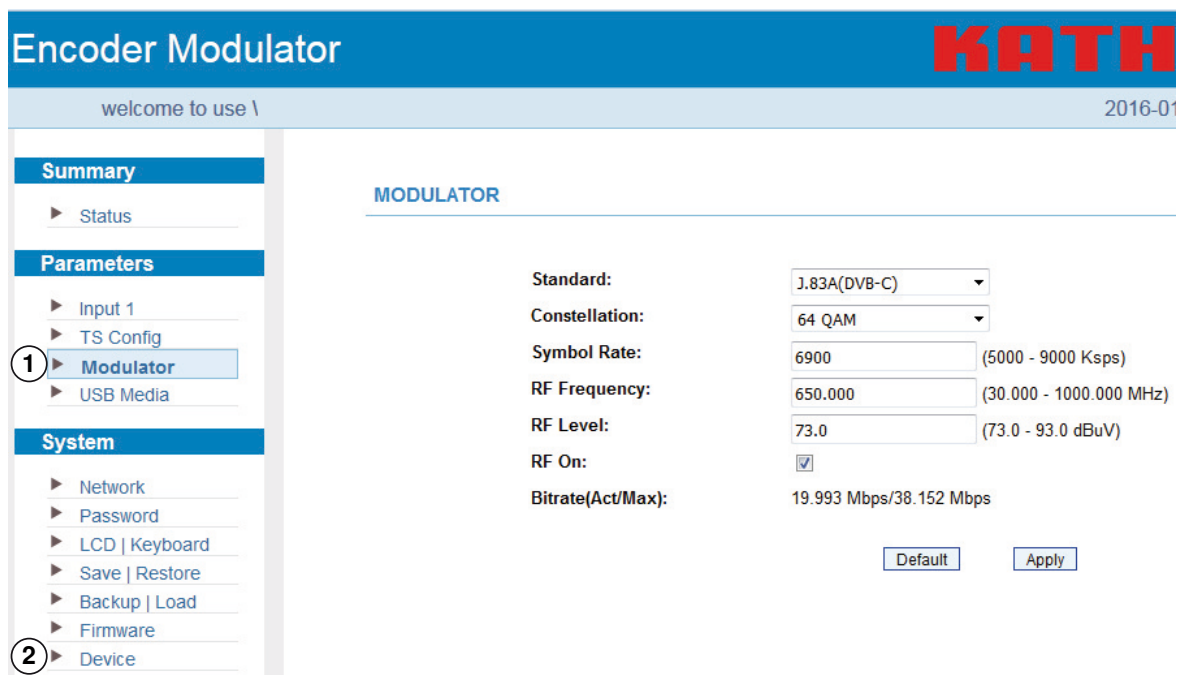 Encoder Modulator
KATH
welcome to use \
2016-01
Summary
Status
Parameters
Input 1
TS Config
1
Modulator
USB Media
System
Network
Password
LCD | Keyboard
Save | Restore
Backup | Load
Firmware
2
Device
MODULATOR
Standard: J.83A(DVB-C)
Constellation: 64 QAM
Symbol Rate: 6900 (5000 - 9000 Ksps)
RF Frequency: 650.000 (30.000 - 1000.000 MHz)
RF Level: 73.0 (73.0 - 93.0 dBuV)
RF On:
Bitrate(Act/Max): 19.993 Mbps/38.152 Mbps
Default Apply